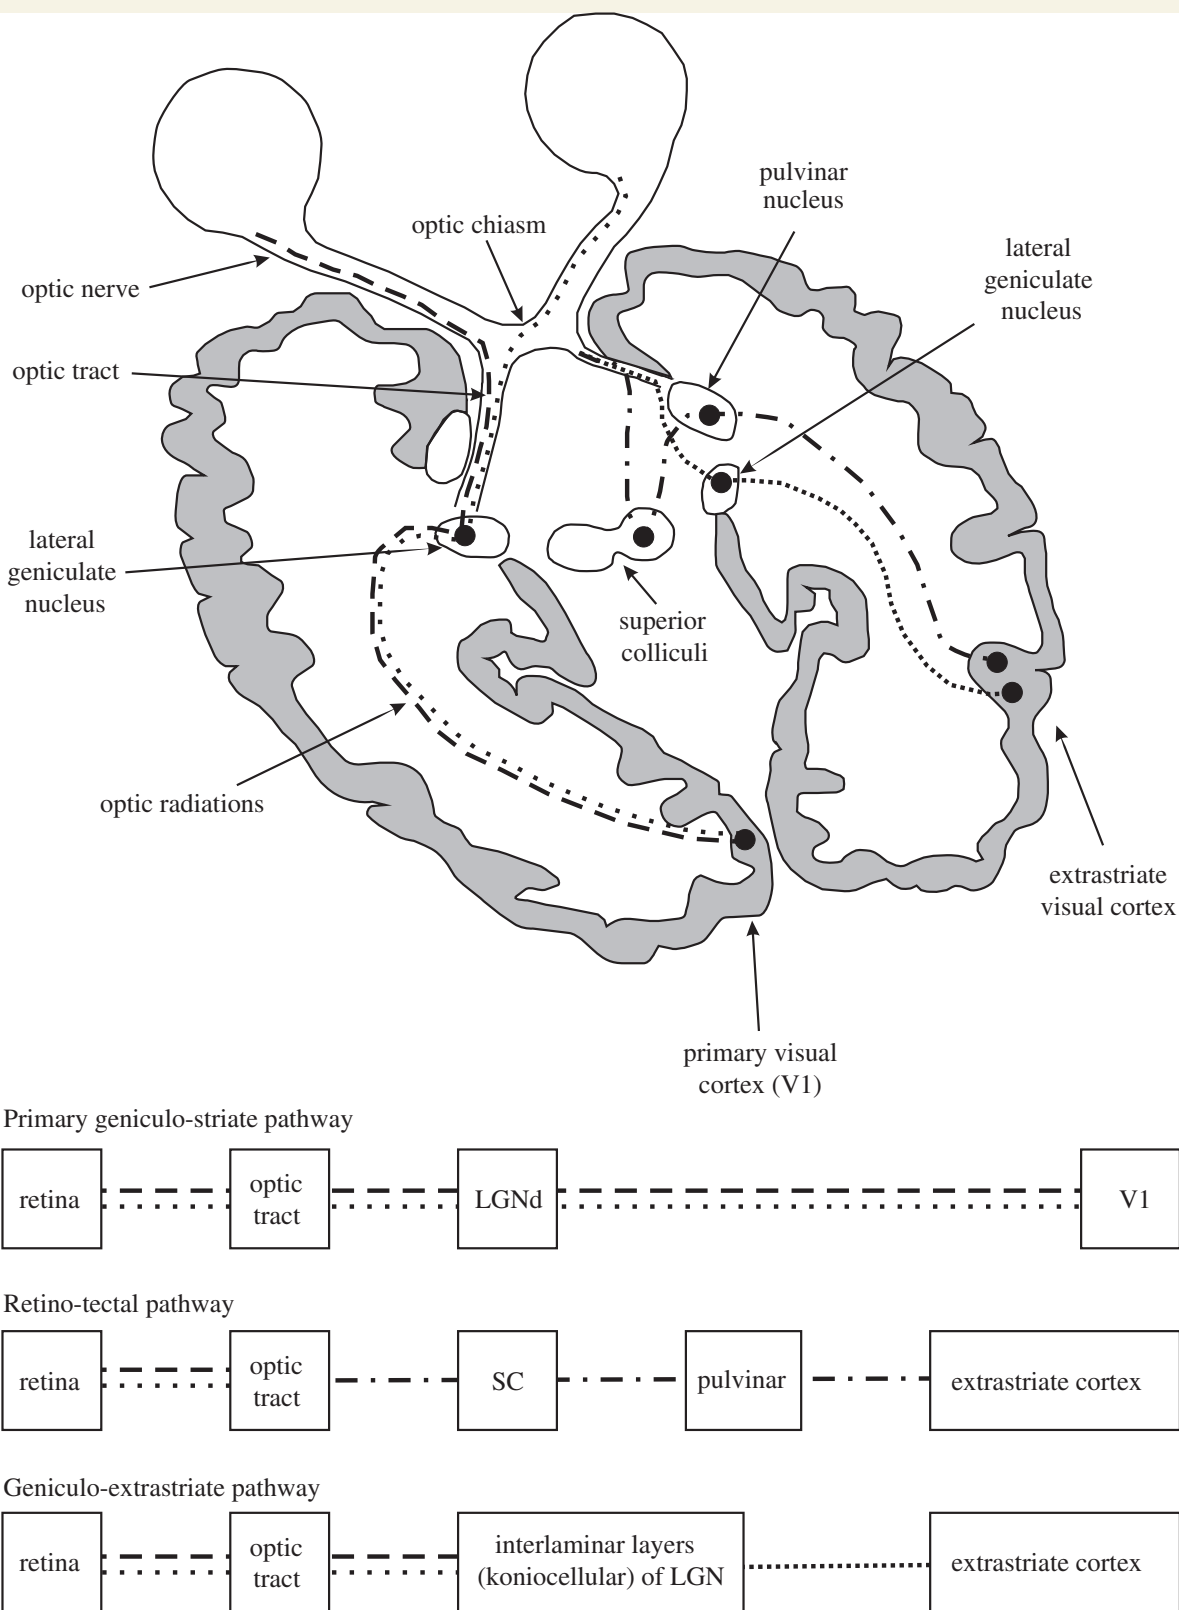 pulvinar
nucleus
optic chiasm
lateral
geniculate
nucleus
optic nerve
optic tract
lateral
geniculate
nucleus
superior
colliculi
optic radiations
extrastriate
visual cortex
primary visual
cortex (V1)
Primary geniculo-striate pathway
retina
optic
tract
LGNd
V1
Retino-tectal pathway
retina
optic
tract
SC
pulvinar
extrastriate cortex
Geniculo-extrastriate pathway
retina
optic
tract
interlaminar layers
(koniocellular) of LGN
extrastriate cortex